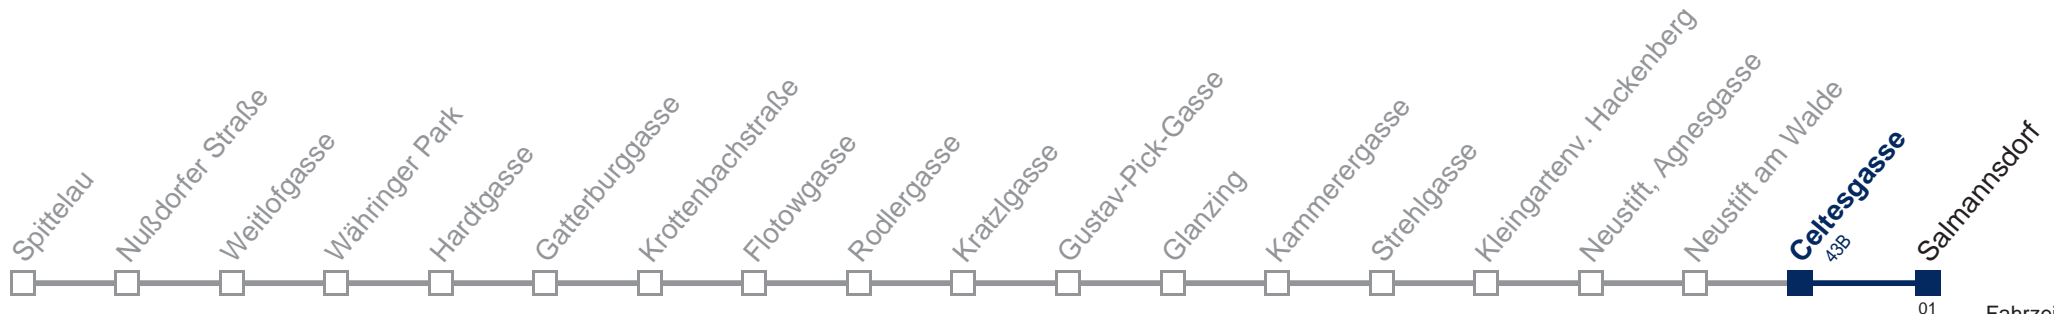 Spittelau
Nußdorfer Straße
Weitlofgasse
Währinger Park
Hardtgasse
Gatterburggasse
Krottenbachstraße
Flotowgasse
Rodlergasse
Kratzlgasse
Gustav-Pick-Gasse
Glanzing
Kammerergasse
Strehlgasse
Kleingartenv. Hackenberg
Neustift, Agnesgasse
Neustift am Walde
Celtesgasse
43B
Salmannsdorf
01